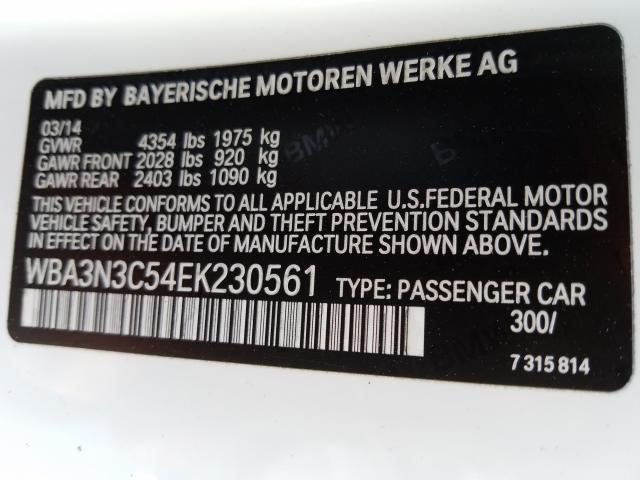 MFD BY BAYERISCHE MOTOREN WERKE AG
03/14
GVWR 4354 lbs 1975 kg
GAWR FRONT 2028 lbs 920 kg
GAWR REAR 2403 lbs 1090 kg
THIS VEHICLE CONFORMS TO ALL APPLICABLE U.S.FEDERAL MOTOR
VEHICLE SAFETY, BUMPER AND THEFT PREVENTION STANDARDS
IN EFFECT ON THE DATE OF MANUFACTURE SHOWN ABOVE.
WBA3N3C54EK230561 TYPE: PASSENGER CAR
300/
7 315 814